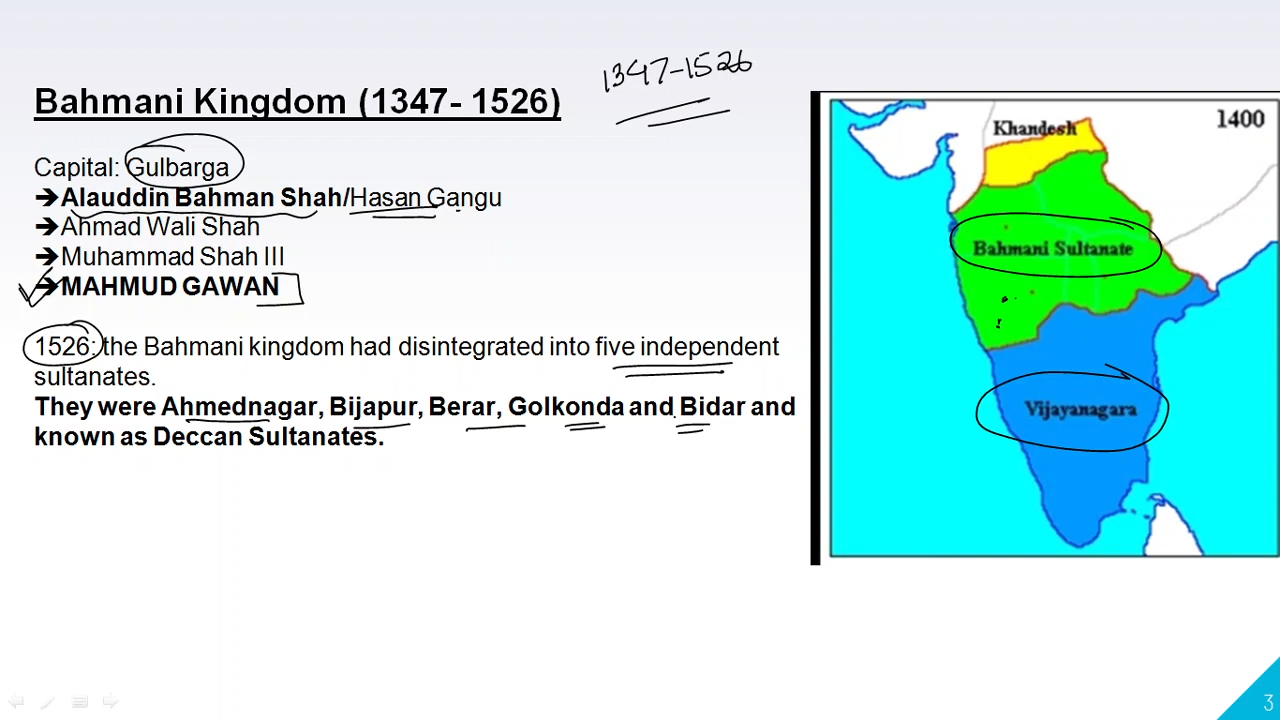 1347-1526
Bahmani Kingdom (1347- 1526)
Capital: Gulbarga
➔Alauddin Bahman Shah/Hasan Gangu
➔Ahmad Wali Shah
➔Muhammad Shah III
➔MAHMUD GAWAN
1526: the Bahmani kingdom had disintegrated into five independent
sultanates.
They were Ahmednagar, Bijapur, Berar, Golkonda and Bidar and
known as Deccan Sultanates.
1400
Khandesh
Bahmani Sultanate
Vijayanagara
3